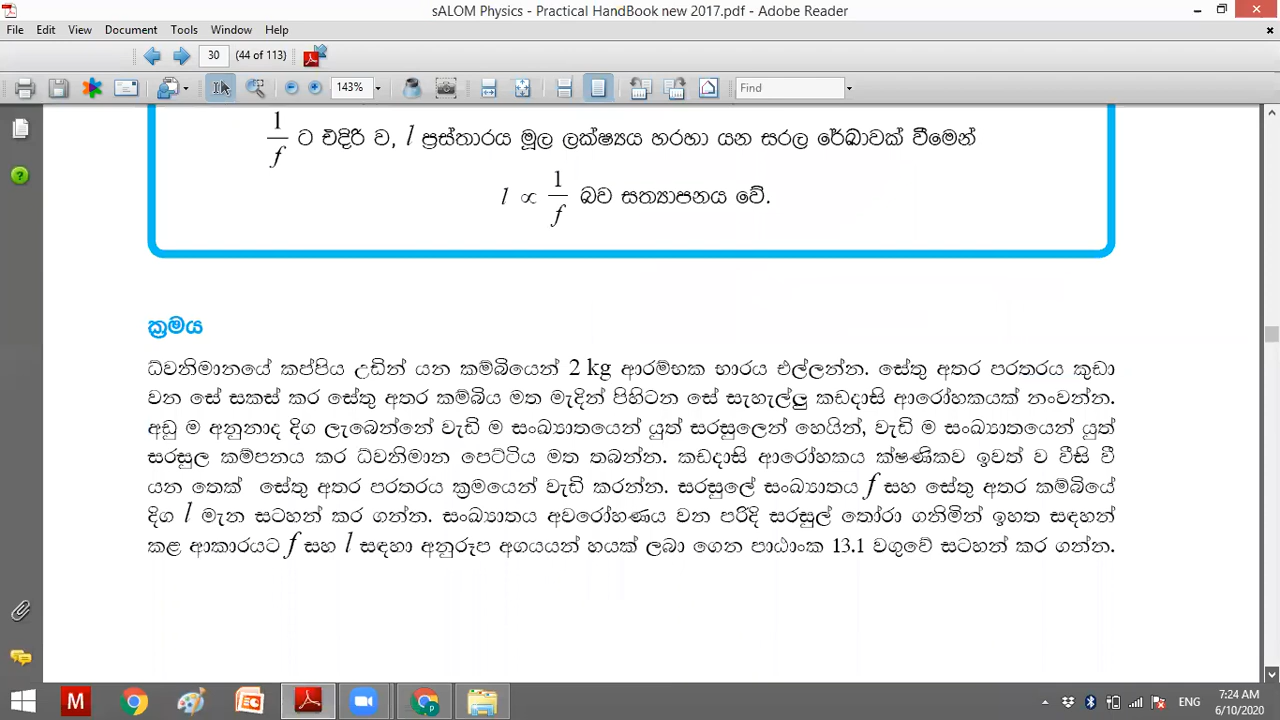 sALOM Physics - Practical HandBook new 2017.pdf - Adobe Reader
File Edit View Document Tools Window Help
30 (44 of 113)
143% Find
1/f ට එදිරි ව, l ප්‍රස්තාරය මූල ලක්ෂ්‍යය හරහා යන සරල රේඛාවක් වීමෙන්
l ∝ 1/f බව සත්‍යාපනය වේ.
ක්‍රමය
ධ්වනිමානයේ කප්පිය උඩින් යන කම්බියෙන් 2 kg ආරම්භක භාරය එල්ලන්න. සේතු අතර පරතරය කුඩා
වන සේ සකස් කර සේතු අතර කම්බිය මත මැදින් පිහිටන සේ සැහැල්ලු කඩදාසි ආරෝහකයක් නංවන්න.
අඩු ම අනුනාද දිග ලැබෙන්නේ වැඩි ම සංඛ්‍යාතයෙන් යුත් සරසුලෙන් හෙයින්, වැඩි ම සංඛ්‍යාතයෙන් යුත්
සරසුල කම්පනය කර ධ්වනිමාන පෙට්ටිය මත තබන්න. කඩදාසි ආරෝහකය ක්ෂණිකව ඉවත් ව වීසි වී
යන තෙක් සේතු අතර පරතරය ක්‍රමයෙන් වැඩි කරන්න. සරසුලේ සංඛ්‍යාතය f සහ සේතු අතර කම්බියේ
දිග l මැන සටහන් කර ගන්න. සංඛ්‍යාතය අවරෝහණය වන පරිදි සරසුල් තෝරා ගනිමින් ඉහත සඳහන්
කළ ආකාරයට f සහ l සඳහා අනුරූප අගයයන් හයක් ලබා ගෙන පාඨාංක 13.1 වගුවේ සටහන් කර ගන්න.
M P ENG 7:24 AM
6/10/2020